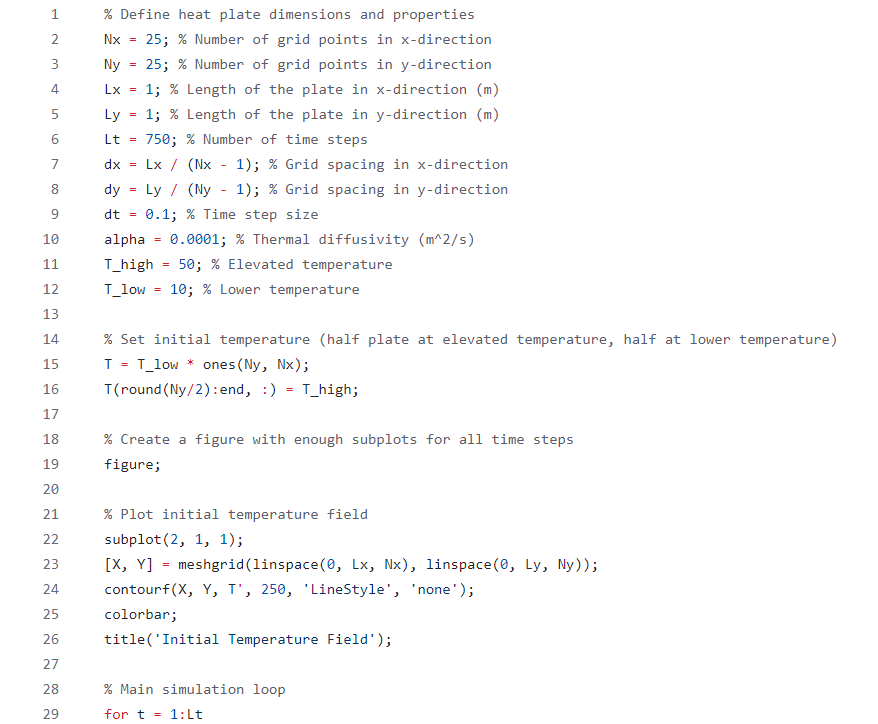 1 % Define heat plate dimensions and properties
2 Nx = 25; % Number of grid points in x-direction
3 Ny = 25; % Number of grid points in y-direction
4 Lx = 1; % Length of the plate in x-direction (m)
5 Ly = 1; % Length of the plate in y-direction (m)
6 Lt = 750; % Number of time steps
7 dx = Lx / (Nx - 1); % Grid spacing in x-direction
8 dy = Ly / (Ny - 1); % Grid spacing in y-direction
9 dt = 0.1; % Time step size
10 alpha = 0.0001; % Thermal diffusivity (m^2/s)
11 T_high = 50; % Elevated temperature
12 T_low = 10; % Lower temperature
13
14 % Set initial temperature (half plate at elevated temperature, half at lower temperature)
15 T = T_low * ones(Ny, Nx);
16 T(round(Ny/2):end, :) = T_high;
17
18 % Create a figure with enough subplots for all time steps
19 figure;
20
21 % Plot initial temperature field
22 subplot(2, 1, 1);
23 [X, Y] = meshgrid(linspace(0, Lx, Nx), linspace(0, Ly, Ny));
24 contourf(X, Y, T', 250, 'LineStyle', 'none');
25 colorbar;
26 title('Initial Temperature Field');
27
28 % Main simulation loop
29 for t = 1:Lt